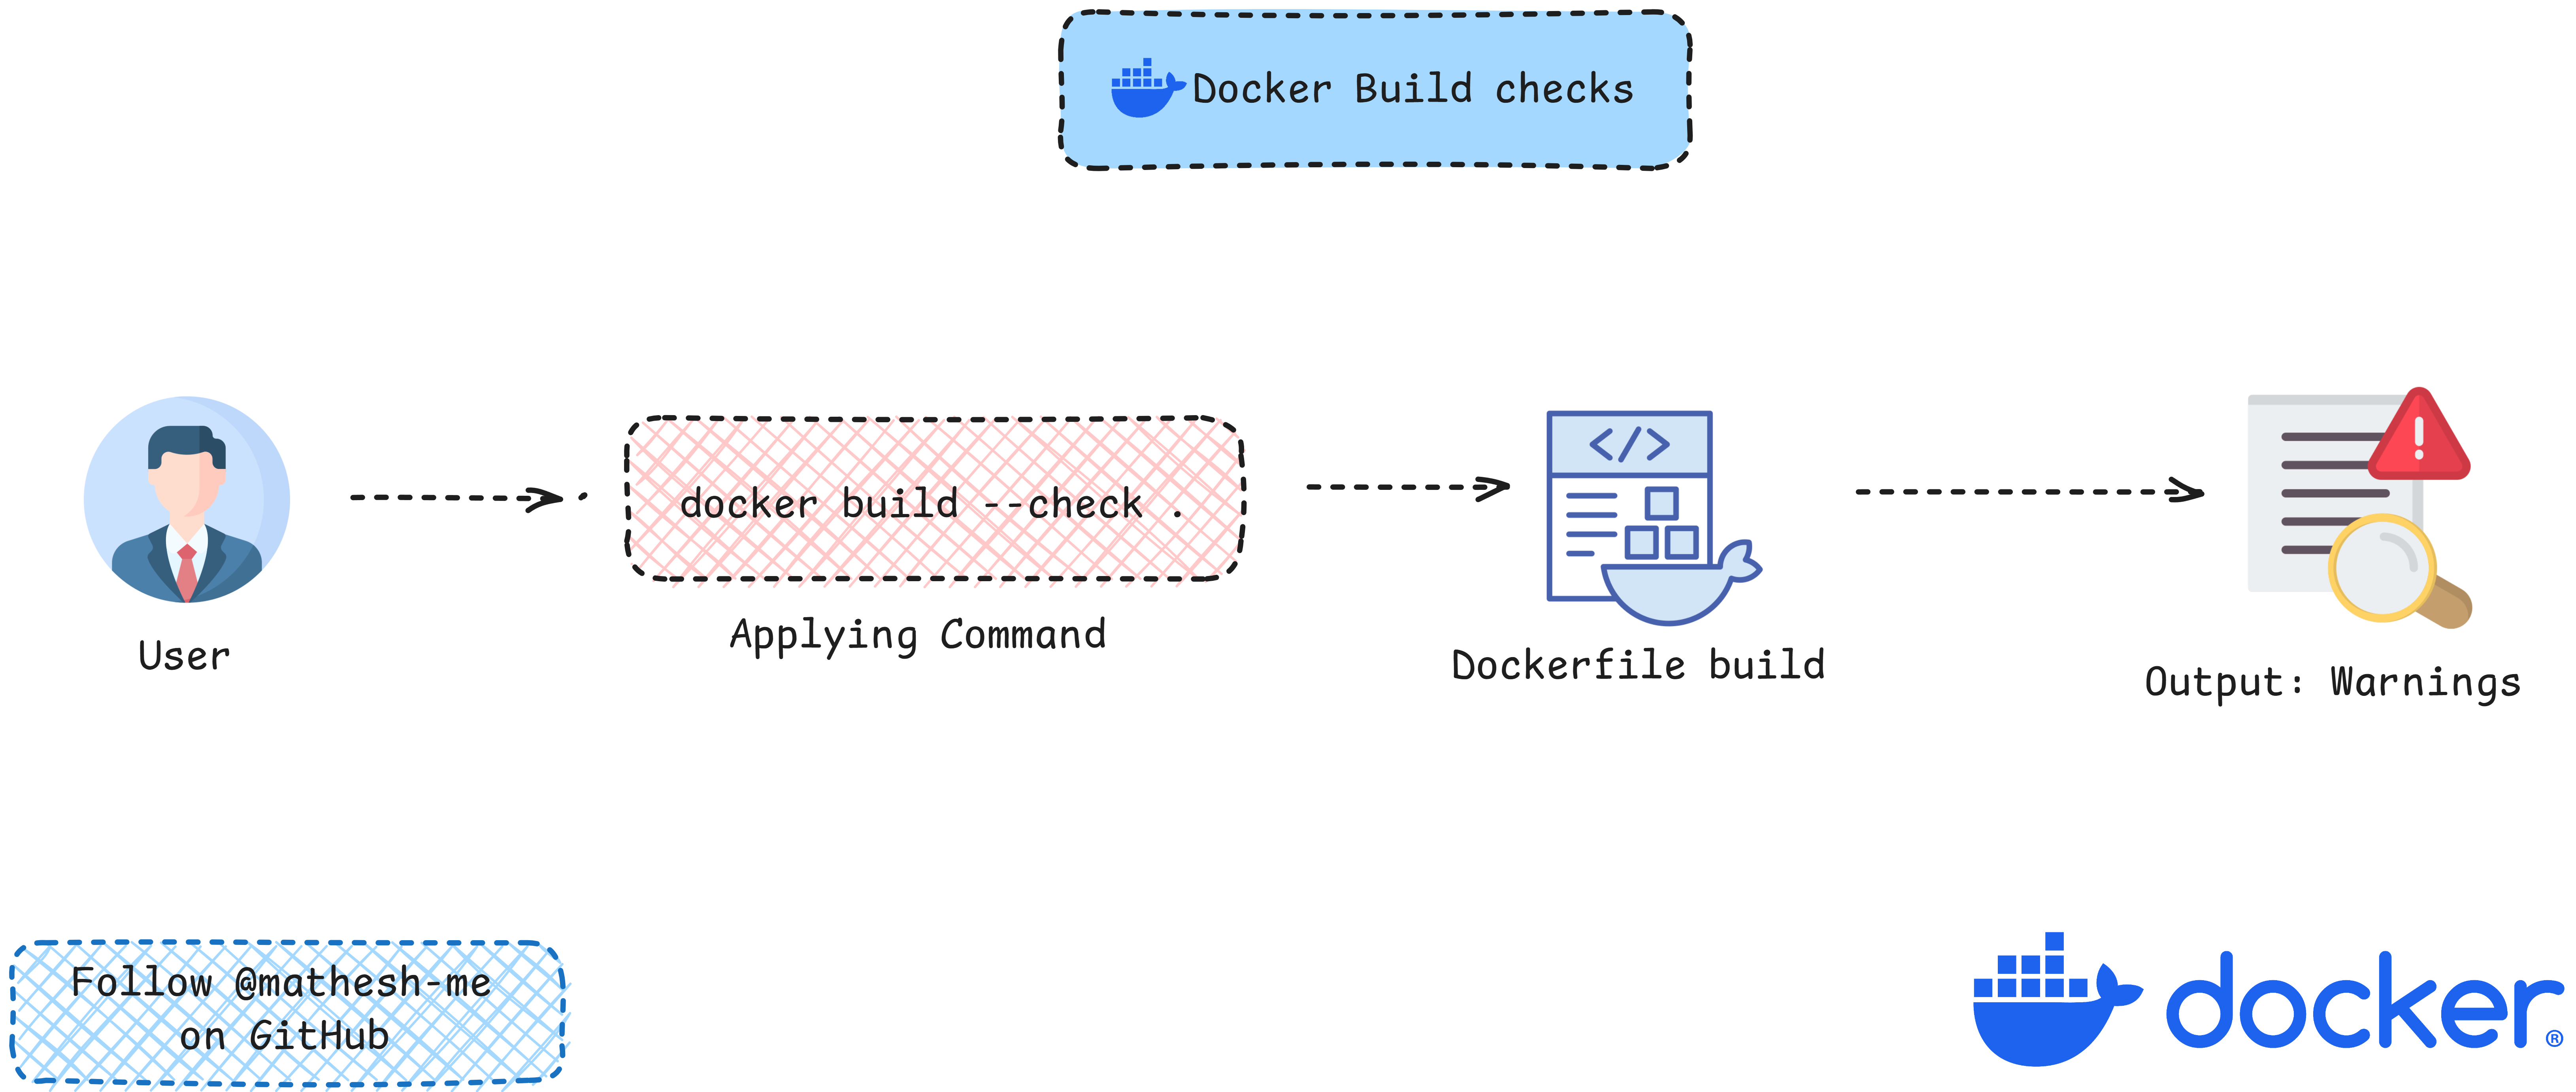 Docker Build checks
docker build --check .
Applying Command
User
Dockerfile build
Output: Warnings
Follow @mathesh-me
on GitHub
docker®